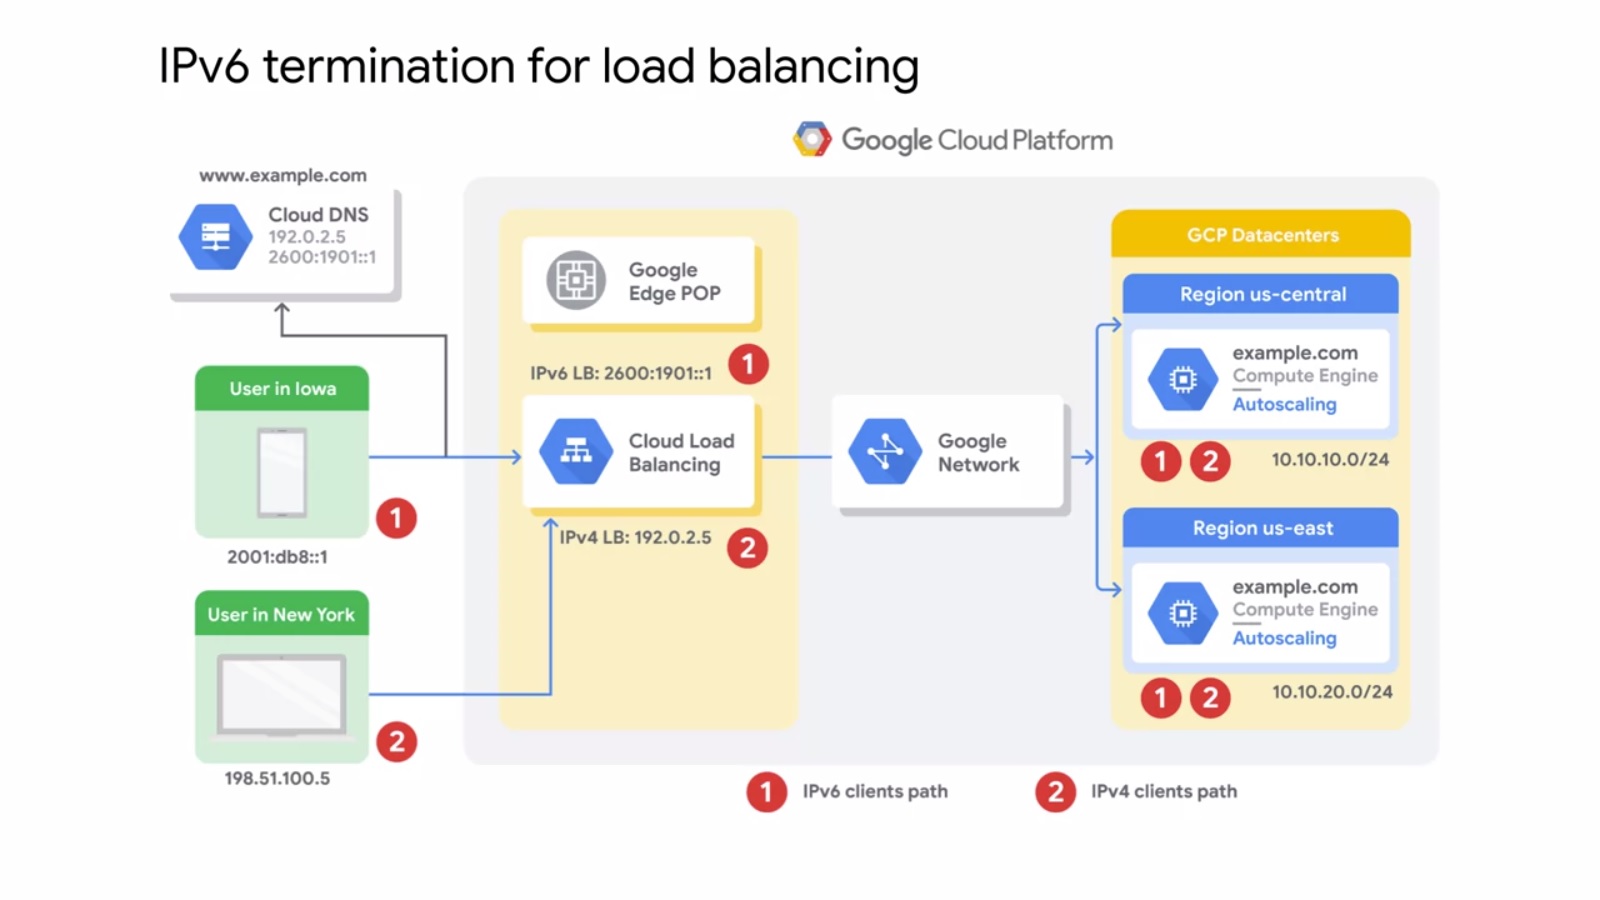 IPv6 termination for load balancing
Google Cloud Platform
www.example.com
Cloud DNS
192.0.2.5
2600:1901::1
User in Iowa
1
2001:db8::1
User in New York
2
198.51.100.5
Google
Edge POP
IPv6 LB: 2600:1901::1
1
Cloud Load
Balancing
IPv4 LB: 192.0.2.5
2
Google
Network
GCP Datacenters
Region us-central
example.com
Compute Engine
Autoscaling
1 2 10.10.10.0/24
Region us-east
example.com
Compute Engine
Autoscaling
1 2 10.10.20.0/24
1 IPv6 clients path
2 IPv4 clients path